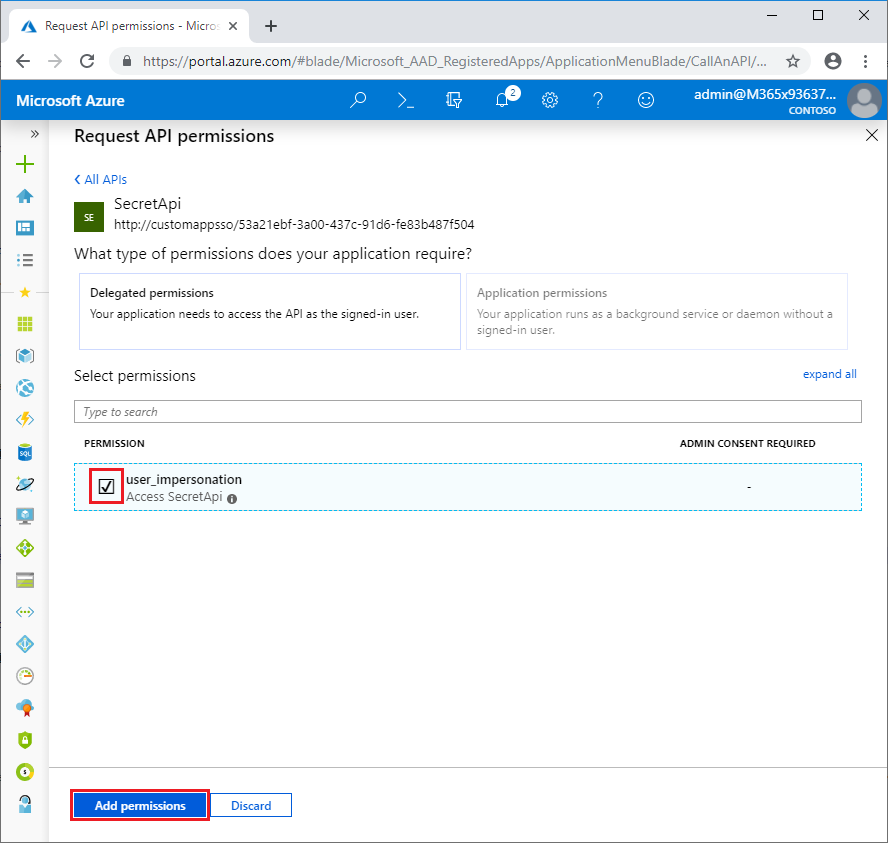 Request API permissions - Micros
https://portal.azure.com/#blade/Microsoft_AAD_RegisteredApps/ApplicationMenuBlade/CallAnAPI/...
Microsoft Azure
2
admin@M365x93637...
CONTOSO
Request API permissions
All APIs
SE
SecretApi
http://customappsso/53a21ebf-3a00-437c-91d6-fe83b487f504
What type of permissions does your application require?
Delegated permissions
Your application needs to access the API as the signed-in user.
Application permissions
Your application runs as a background service or daemon without a
signed-in user.
Select permissions
expand all
Type to search
PERMISSION
ADMIN CONSENT REQUIRED
user_impersonation
Access SecretApi
-
Add permissions
Discard